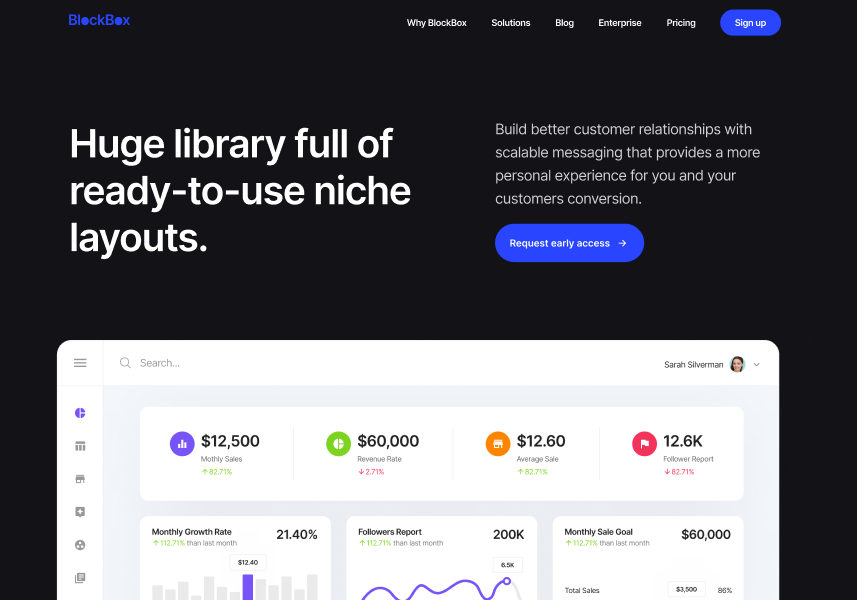 BlockBox
Why BlockBox Solutions Blog Enterprise Pricing Sign up
Huge library full of
ready-to-use niche
layouts.
Build better customer relationships with
scalable messaging that provides a more
personal experience for you and your
customers conversion.
Request early access →
Search...
Sarah Silverman
$12,500
Mothly Sales
↑ 82.71%
$60,000
Revenue Rate
↓ 2.71%
$12.60
Average Sale
↑ 82.71%
12.6K
Follower Report
↓ 82.71%
Monthly Growth Rate
↑ 112.71% than last month
21.40%
$12.40
Followers Report
↑ 112.71% than last month
200K
6.5K
Monthly Sale Goal
↑ 112.71% than last month
$60,000
Total Sales
$3,500
86%